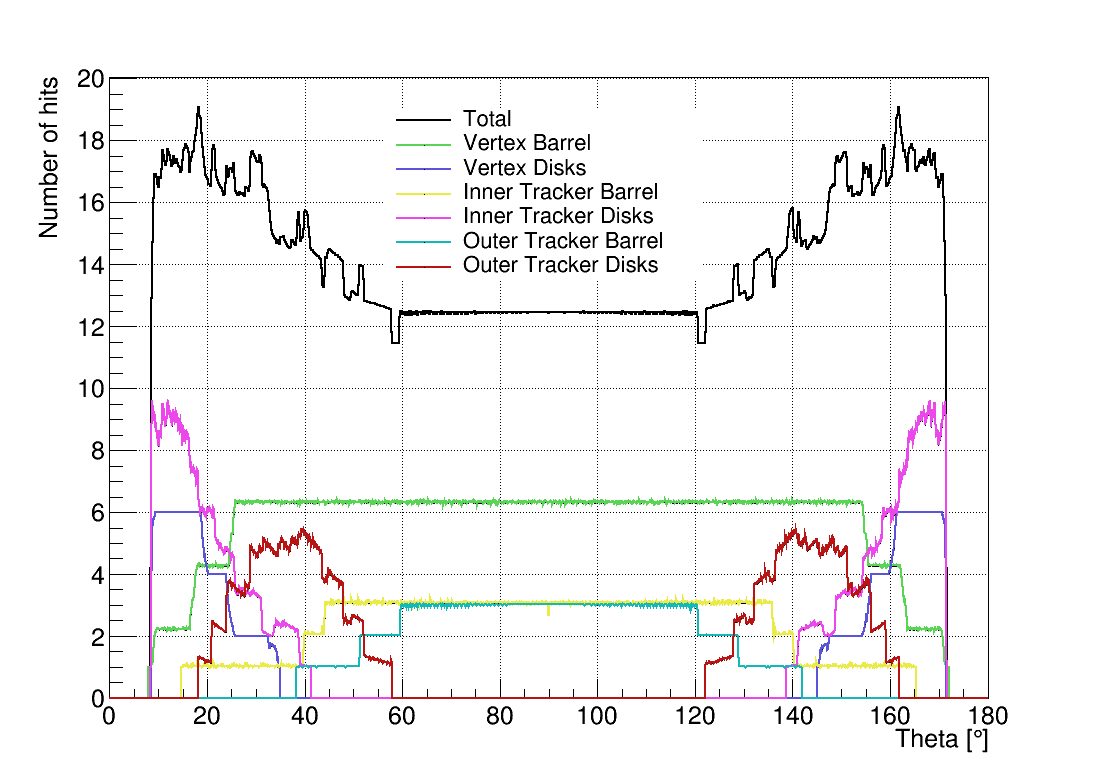 Number of hits
20
18
16
14
12
10
8
6
4
2
0
Total
Vertex Barrel
Vertex Disks
Inner Tracker Barrel
Inner Tracker Disks
Outer Tracker Barrel
Outer Tracker Disks
0 20 40 60 80 100 120 140 160 180
Theta [°]